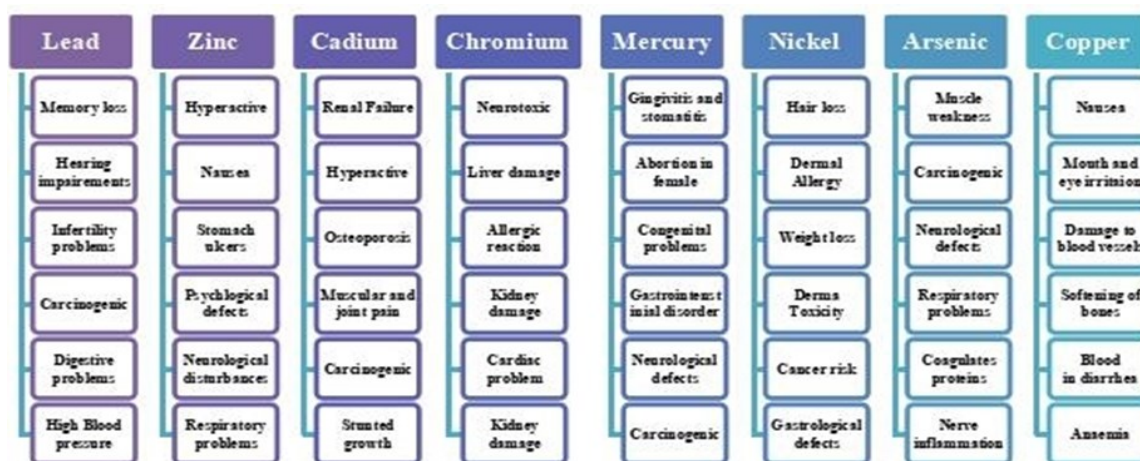 Lead
Zinc
Cadium
Chromium
Mercury
Nickel
Arsenic
Copper
Memory loss
Hearing
impairements
Infertility
problems
Carcinogenic
Digestive
problems
High Blood
pressure
Hyperactive
Nausea
Stomach
ulcers
Psychlogical
defects
Neurological
disturbances
Respiratory
problems
Renal Failure
Hyperactive
Osteoporosis
Muscular and
joint pain
Carcinogenic
Stunted
growth
Neurotoxic
Liver damage
Allergic
reaction
Kidney
damage
Cardiac
problem
Kidney
damage
Gingivitis and
stomatitis
Abortion in
female
Congenital
problems
Gastrointenst
inial disorder
Neurological
defects
Carcinogenic
Hair loss
Dermal
Allergy
Weight loss
Derma
Toxicity
Cancer risk
Gastrological
defects
Muscle
weakness
Carcinogenic
Neurological
defects
Respiratory
problems
Coagulates
proteins
Nerve
inflammation
Nausea
Mouth and
eye irritaion
Damage to
blood vessels
Softening of
bones
Blood
in diarrhea
Anaemia